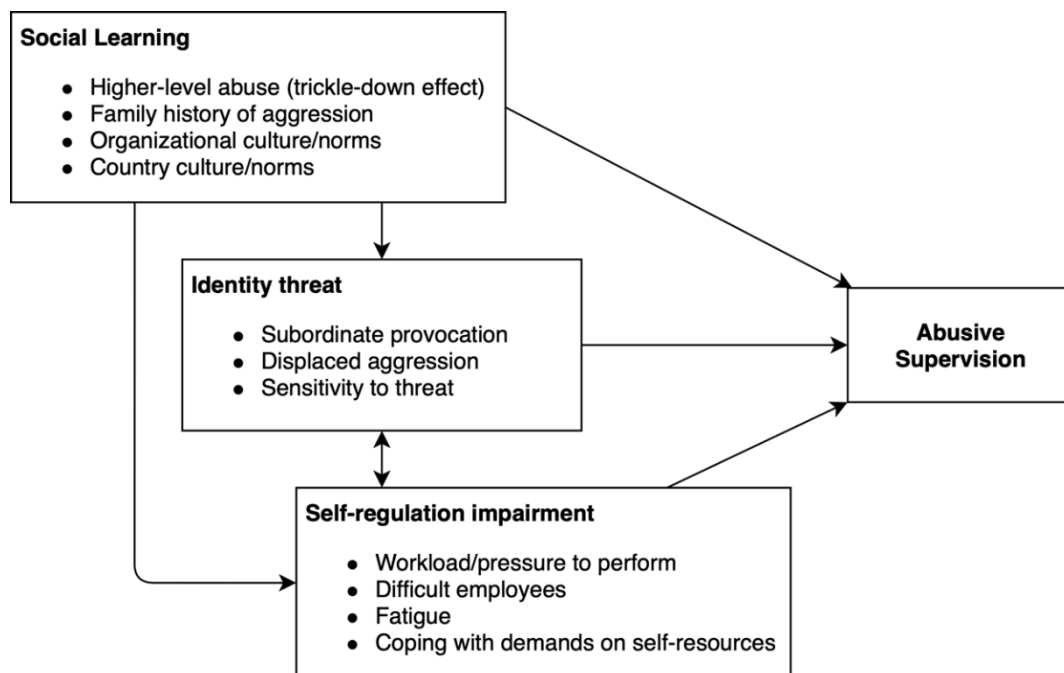 Social Learning
● Higher-level abuse (trickle-down effect)
● Family history of aggression
● Organizational culture/norms
● Country culture/norms
Identity threat
● Subordinate provocation
● Displaced aggression
● Sensitivity to threat
Abusive
Supervision
Self-regulation impairment
● Workload/pressure to perform
● Difficult employees
● Fatigue
● Coping with demands on self-resources